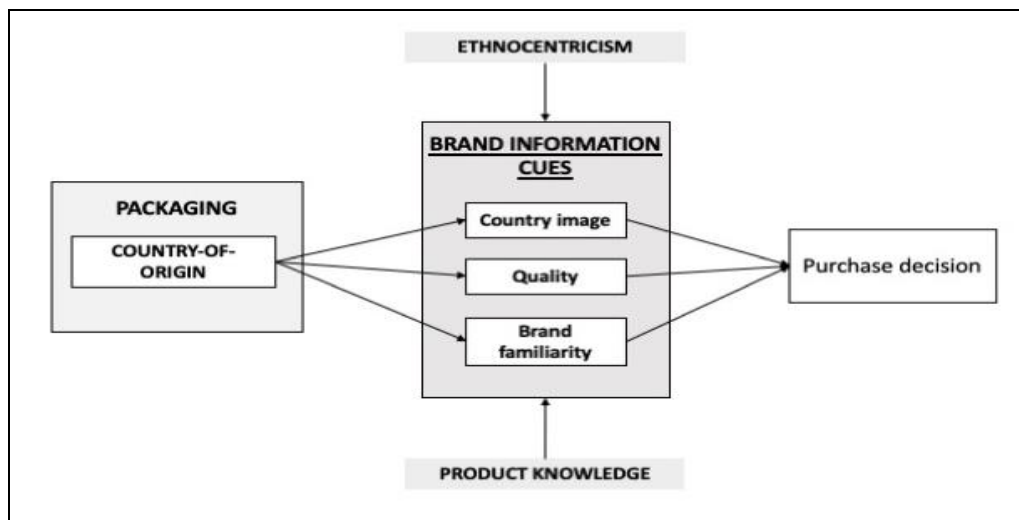 ETHNOCENTRICISM
BRAND INFORMATION
CUES
PACKAGING
COUNTRY-OF-
ORIGIN
Country image
Quality
Brand
familiarity
Purchase decision
PRODUCT KNOWLEDGE